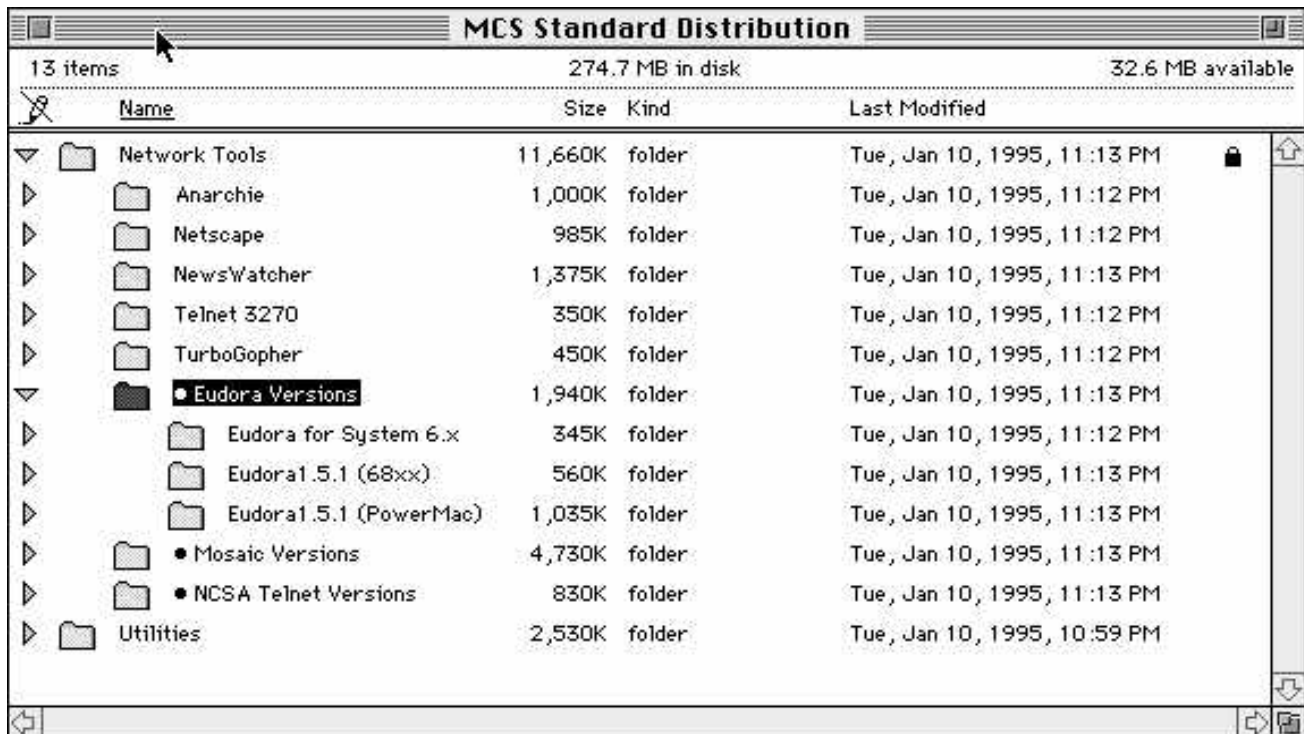 MCS Standard Distribution
13 items 274.7 MB in disk 32.6 MB available
Name Size Kind Last Modified
Network Tools 11,660K folder Tue, Jan 10, 1995, 11:13 PM
Anarchie 1,000K folder Tue, Jan 10, 1995, 11:12 PM
Netscape 985K folder Tue, Jan 10, 1995, 11:12 PM
NewsWatcher 1,375K folder Tue, Jan 10, 1995, 11:13 PM
Telnet 3270 350K folder Tue, Jan 10, 1995, 11:12 PM
TurboGopher 450K folder Tue, Jan 10, 1995, 11:12 PM
• Eudora Versions 1,940K folder Tue, Jan 10, 1995, 11:13 PM
Eudora for System 6.x 345K folder Tue, Jan 10, 1995, 11:12 PM
Eudora1.5.1 (68xx) 560K folder Tue, Jan 10, 1995, 11:13 PM
Eudora1.5.1 (PowerMac) 1,035K folder Tue, Jan 10, 1995, 11:13 PM
• Mosaic Versions 4,730K folder Tue, Jan 10, 1995, 11:13 PM
• NCSA Telnet Versions 830K folder Tue, Jan 10, 1995, 11:13 PM
Utilities 2,530K folder Tue, Jan 10, 1995, 10:59 PM